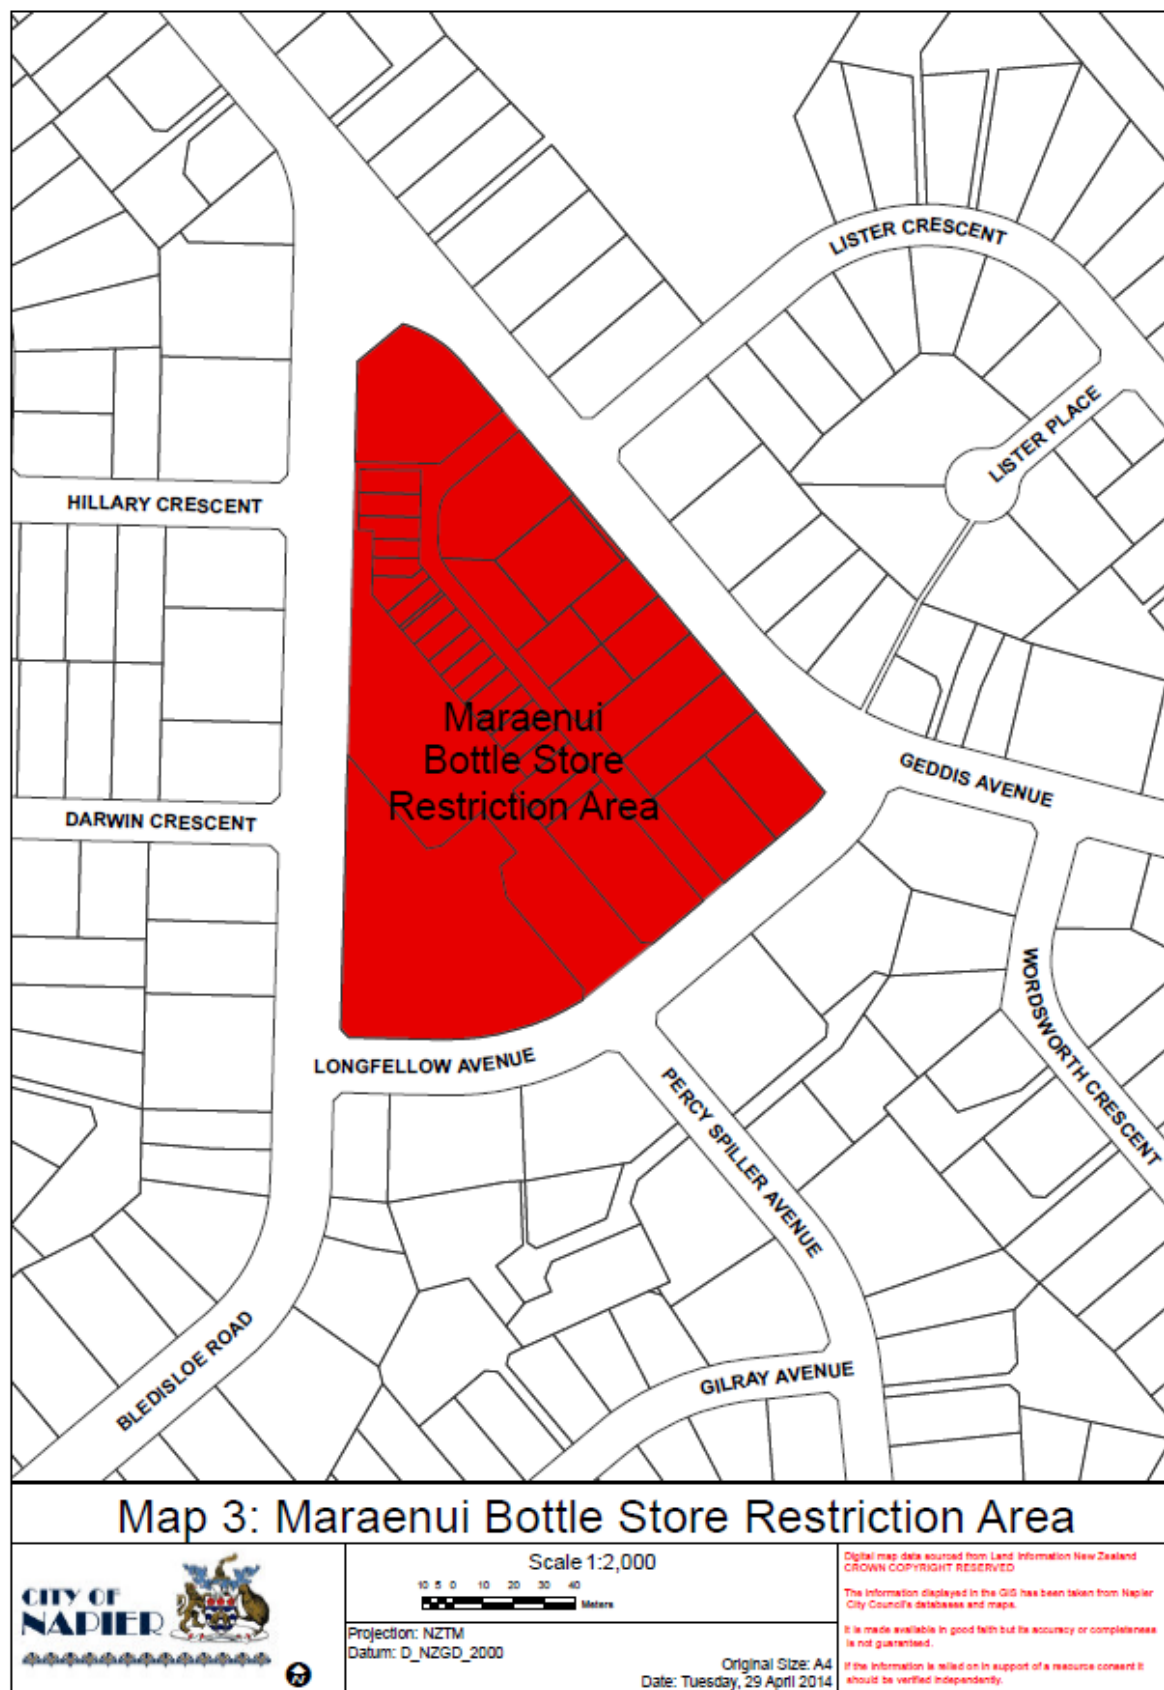 LISTER CRESCENT
LISTER PLACE
HILLARY CRESCENT
Maraenui
Bottle Store
Restriction Area
GEDDIS AVENUE
DARWIN CRESCENT
WORDSWORTH CRESCENT
LONGFELLOW AVENUE
PERCY SPILLER AVENUE
BLEDISLOE ROAD
GILRAY AVENUE
Map 3: Maraenui Bottle Store Restriction Area
CITY OF
NAPIER
N
Scale 1:2,000
10 5 0 10 20 30 40
Meters
Projection: NZTM
Datum: D_NZGD_2000
Original Size: A4
Date: Tuesday, 29 April 2014
Digital map data sourced from Land Information New Zealand
CROWN COPYRIGHT RESERVED
The information displayed in the GIS has been taken from Napier
City Council's databases and maps.
It is made available in good faith but its accuracy or completeness
is not guaranteed.
If the information is relied on in support of a resource consent it
should be verified independently.